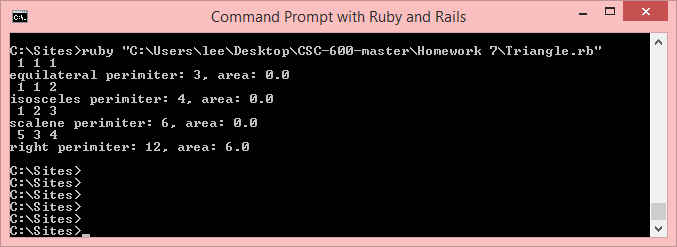 Command Prompt with Ruby and Rails
C:\Sites>ruby "C:\Users\lee\Desktop\CSC-600-master\Homework 7\Triangle.rb"
1 1 1
equilateral perimiter: 3, area: 0.0
1 1 2
isosceles perimiter: 4, area: 0.0
1 2 3
scalene perimiter: 6, area: 0.0
5 3 4
right perimiter: 12, area: 6.0
C:\Sites>
C:\Sites>
C:\Sites>
C:\Sites>
C:\Sites>
C:\Sites>_